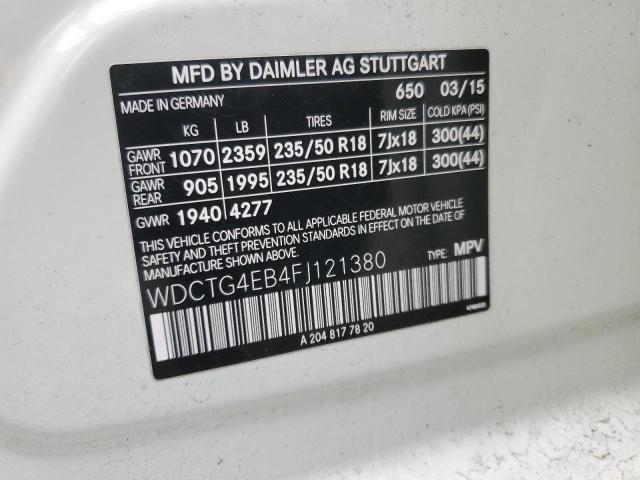 MFD BY DAIMLER AG STUTTGART
MADE IN GERMANY 650 03/15
KG LB TIRES RIM SIZE COLD KPA(PSI)
GAWR FRONT 1070 2359 235/50 R18 7Jx18 300(44)
GAWR REAR 905 1995 235/50 R18 7Jx18 300(44)
GVWR 1940 4277
THIS VEHICLE CONFORMS TO ALL APPLICABLE FEDERAL MOTOR VEHICLE
SAFETY AND THEFT PREVENTION STANDARDS IN EFFECT ON THE DATE OF
MANUFACTURE SHOWN ABOVE.
TYPE: MPV
WDCTG4EB4FJ121380
A 204 817 78 20